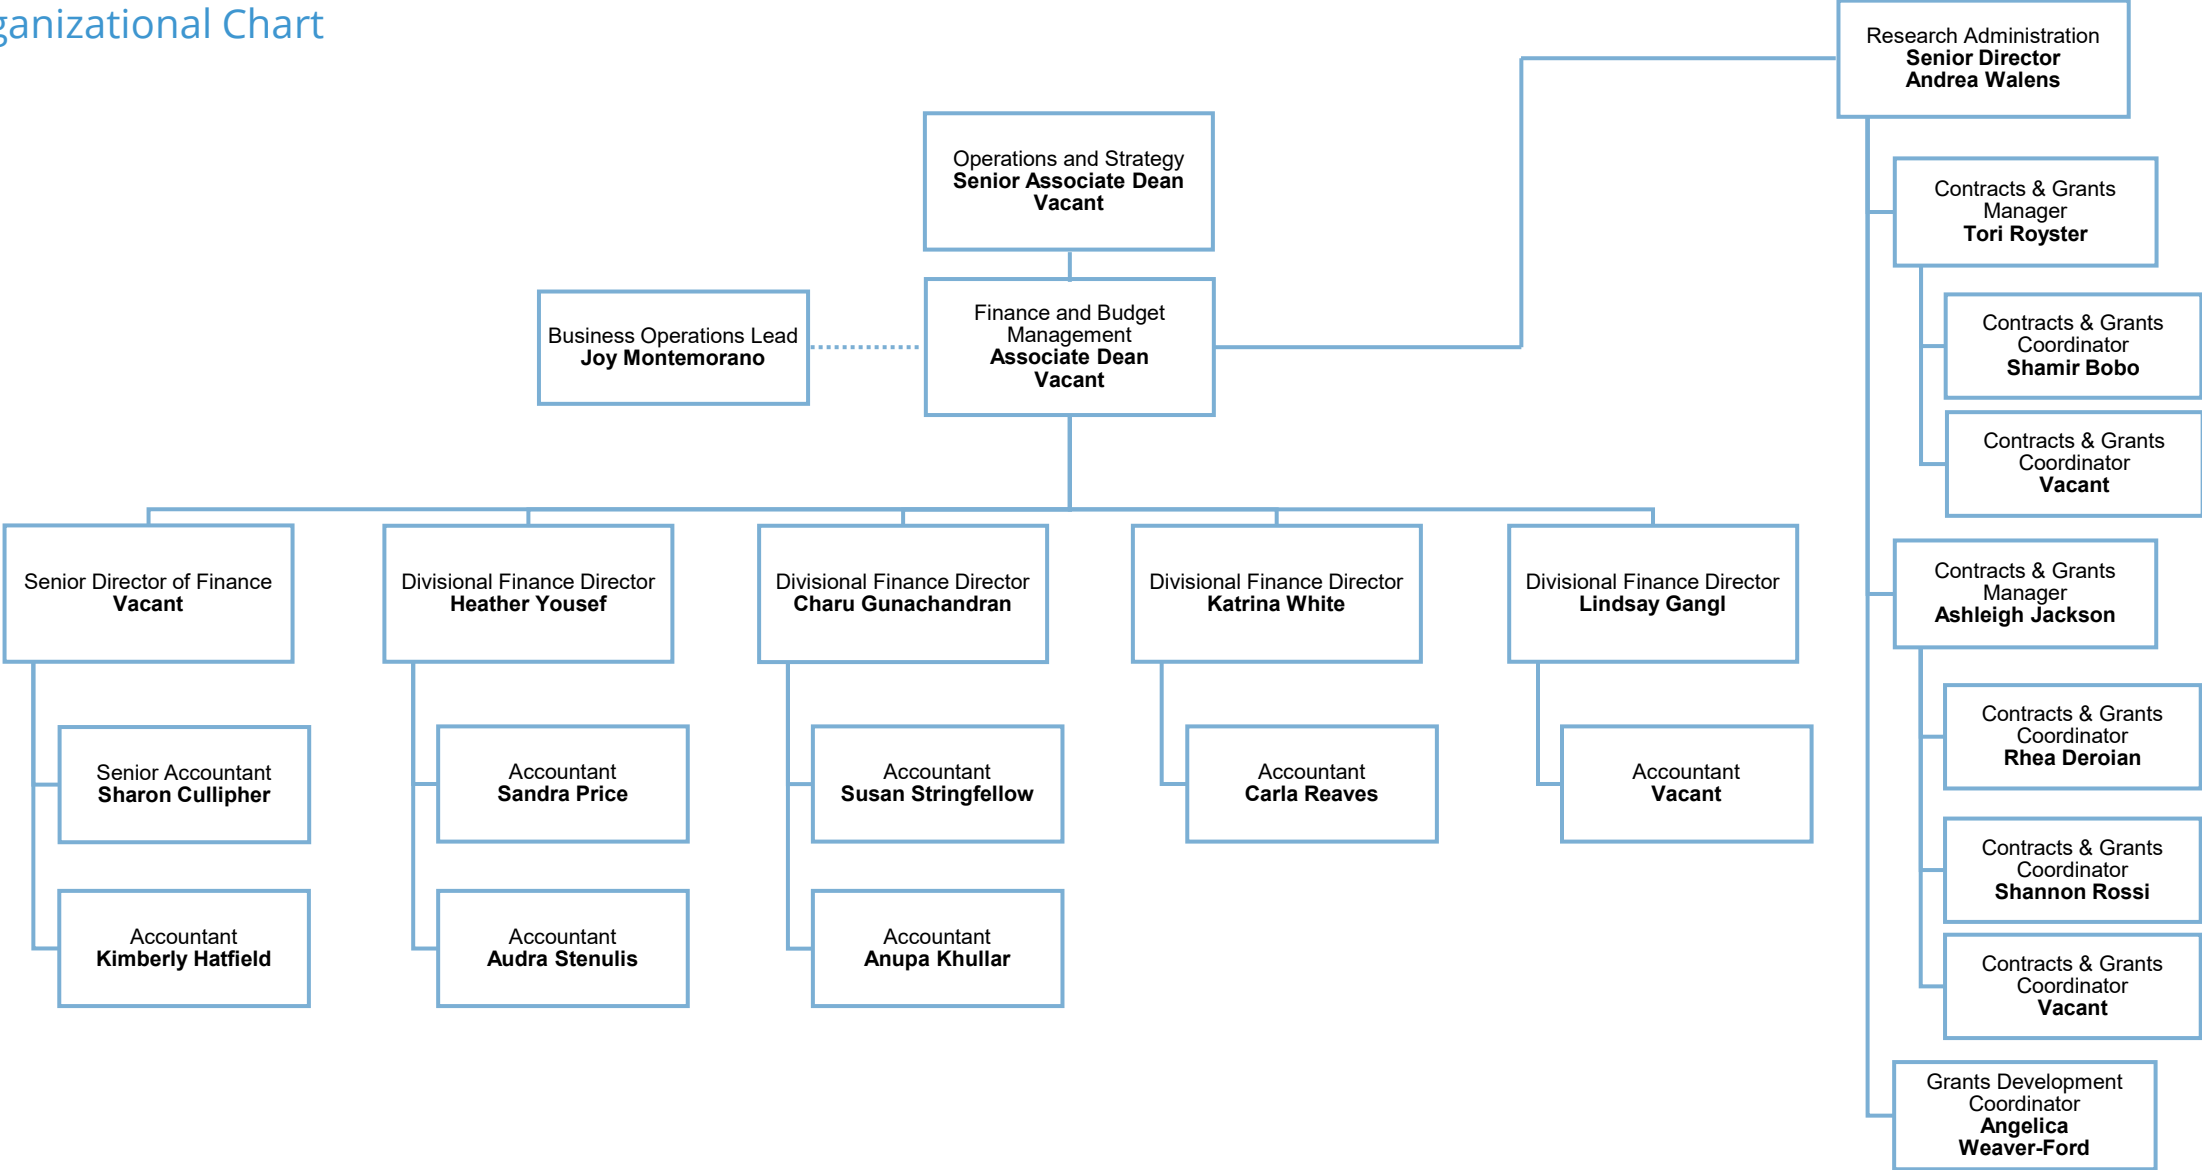 ganizational Chart
Research Administration
Senior Director
Andrea Walens
Operations and Strategy
Senior Associate Dean
Vacant
Business Operations Lead
Joy Montemorano
Finance and Budget
Management
Associate Dean
Vacant
Contracts & Grants
Manager
Tori Royster
Contracts & Grants
Coordinator
Shamir Bobo
Contracts & Grants
Coordinator
Vacant
Senior Director of Finance
Vacant
Senior Accountant
Sharon Cullipher
Accountant
Kimberly Hatfield
Divisional Finance Director
Heather Yousef
Accountant
Sandra Price
Accountant
Audra Stenulis
Divisional Finance Director
Charu Gunachandran
Accountant
Susan Stringfellow
Accountant
Anupa Khullar
Divisional Finance Director
Katrina White
Accountant
Carla Reaves
Divisional Finance Director
Lindsay Gangl
Accountant
Vacant
Contracts & Grants
Manager
Ashleigh Jackson
Contracts & Grants
Coordinator
Rhea Deroian
Contracts & Grants
Coordinator
Shannon Rossi
Contracts & Grants
Coordinator
Vacant
Grants Development
Coordinator
Angelica
Weaver-Ford